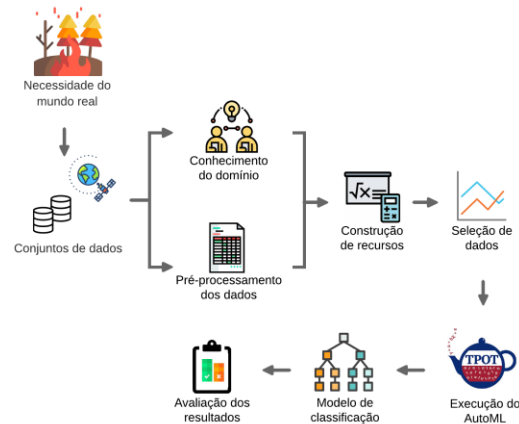 Necessidade do
mundo real
Conjuntos de dados
Conhecimento
do domínio
Pré-processamento
dos dados
√x=
Construção
de recursos
Seleção de
dados
TPOT
Execução do
AutoML
Modelo de
classificação
Avaliação dos
resultados